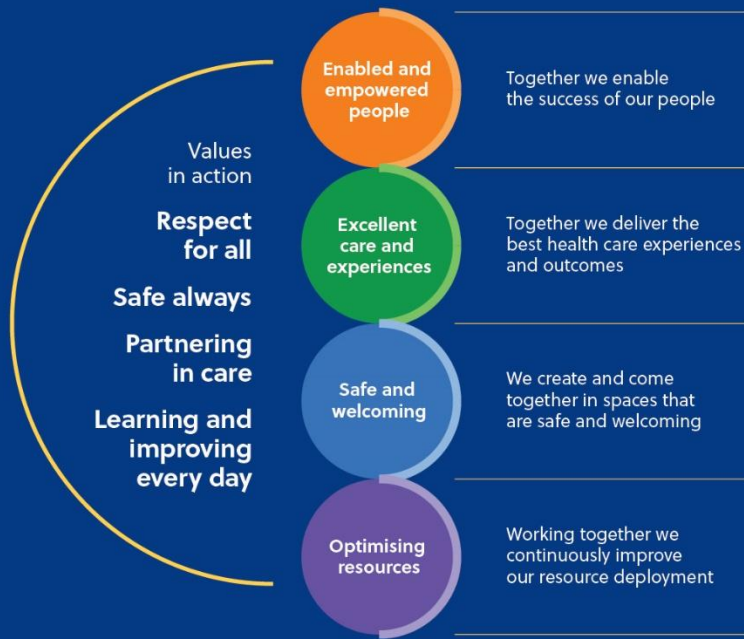 Values
in action
Respect
for all
Safe always
Partnering
in care
Learning and
improving
every day
Enabled and
empowered
people
Together we enable
the success of our people
Excellent
care and
experiences
Together we deliver the
best health care experiences
and outcomes
Safe and
welcoming
We create and come
together in spaces that
are safe and welcoming
Optimising
resources
Working together we
continuously improve
our resource deployment